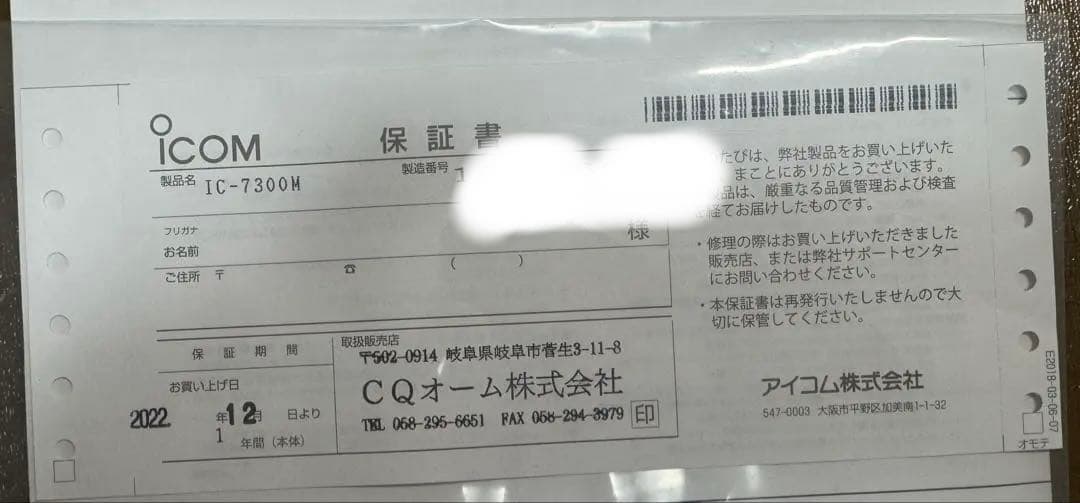 ICOM
保証書
製品名 IC-7300M
製造番号
フリガナ
お名前
様
ご住所 〒 ☎ ( )
保証期間
お買い上げ日
2022年12月 日より
1年間(本体)
取扱販売店
〒502-0914 岐阜県岐阜市菅生3-11-8
CQオーム株式会社
TEL 058-295-6651 FAX 058-294-3979 印
たびは、弊社製品をお買い上げいた
まことにありがとうございます。
品は、厳重なる品質管理および検査
経てお届けしたものです。
・修理の際はお買い上げいただきました
販売店、または弊社サポートセンター
にお問い合わせください。
・本保証書は再発行いたしませんので大
切に保管してください。
アイコム株式会社
547-0003 大阪市平野区加美南1-1-32
オモテ
E2018-03-06-07